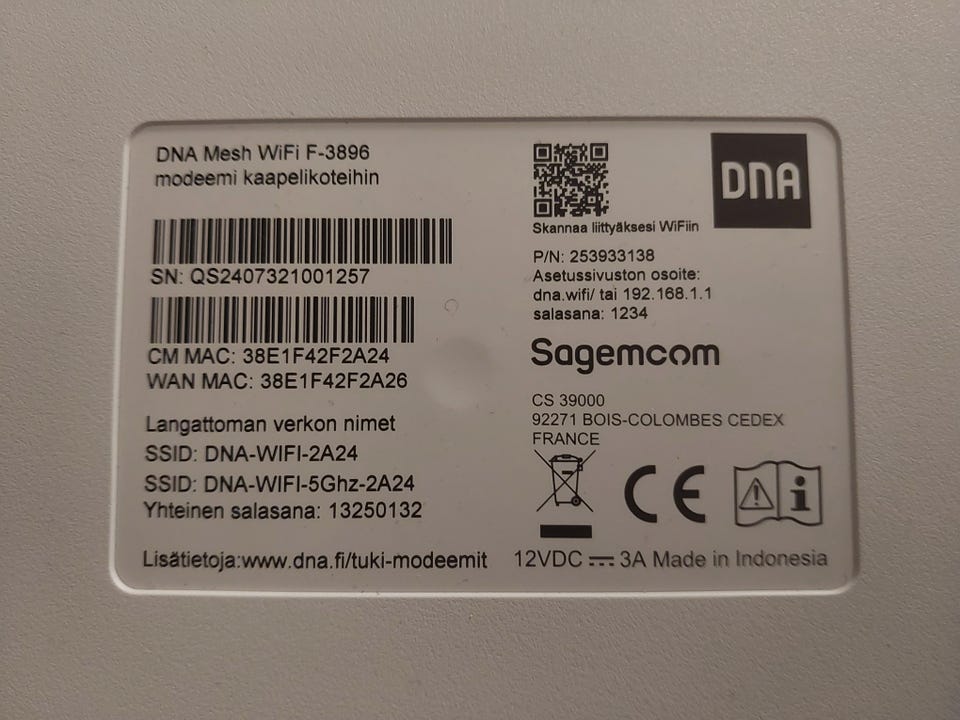 DNA Mesh WiFi F-3896
modeemi kaapelikoteihin
SN: QS2407321001257
CM MAC: 38E1F42F2A24
WAN MAC: 38E1F42F2A26
Langattoman verkon nimet
SSID: DNA-WIFI-2A24
SSID: DNA-WIFI-5Ghz-2A24
Yhteinen salasana: 13250132
Lisätietoja:www.dna.fi/tuki-modeemit
DNA
Skannaa liittyäksesi WiFiin
P/N: 253933138
Asetussivuston osoite:
dna.wifi/ tai 192.168.1.1
salasana: 1234
Sagemcom
CS 39000
92271 BOIS-COLOMBES CEDEX
FRANCE
CE
12VDC ⎓ 3A Made in Indonesia